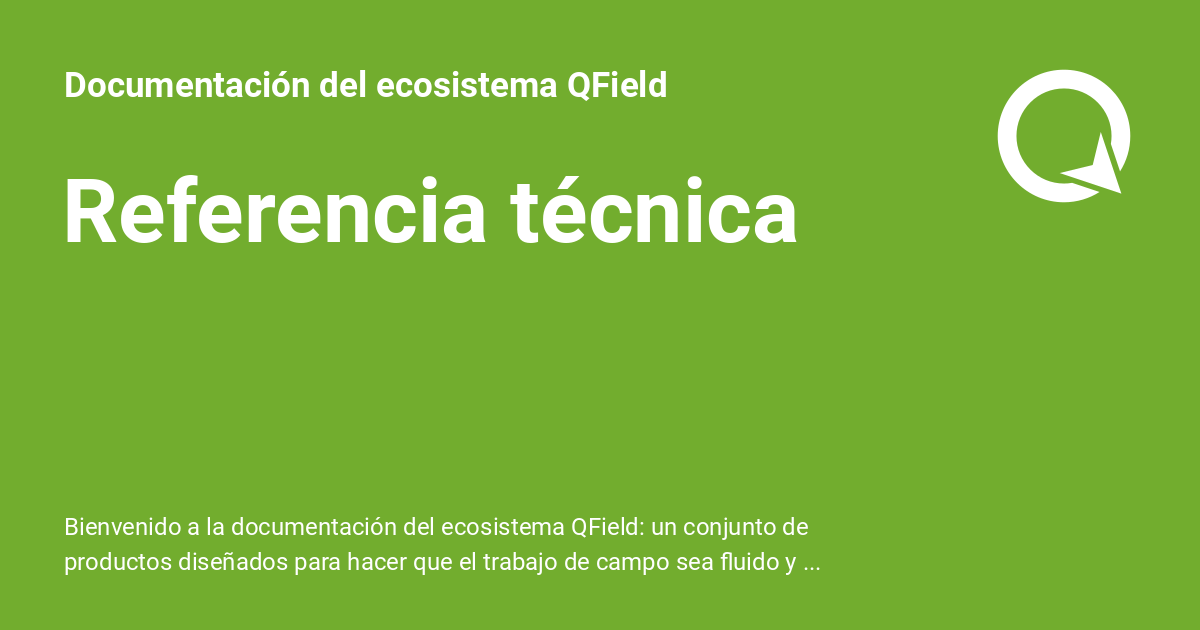 Documentación del ecosistema QField
Referencia técnica
Bienvenido a la documentación del ecosistema QField: un conjunto de
productos diseñados para hacer que el trabajo de campo sea fluido y ...